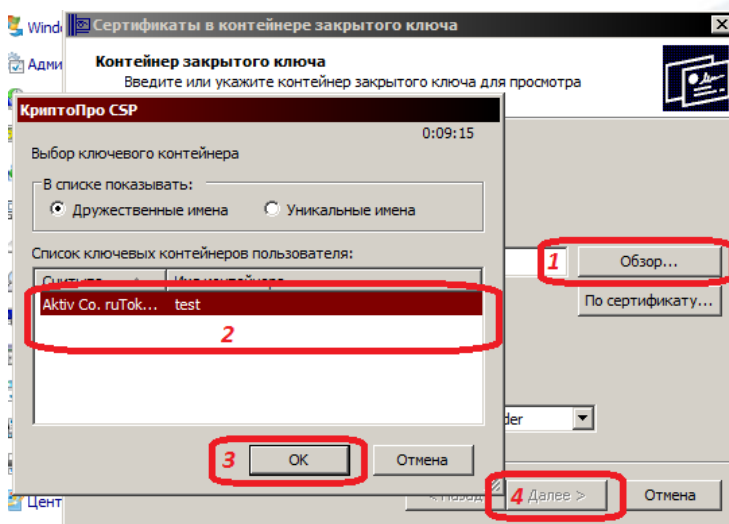 Windo
Сертификаты в контейнере закрытого ключа
Адми
Контейнер закрытого ключа
Введите или укажите контейнер закрытого ключа для просмотра
КриптоПро CSP
0:09:15
Выбор ключевого контейнера
В списке показывать:
Дружественные имена
Уникальные имена
Список ключевых контейнеров пользователя:
Aktiv Co. ruTok... test
2
3
OK
Отмена
1
Обзор...
По сертификату...
der
4
Далее >
Отмена
Цент